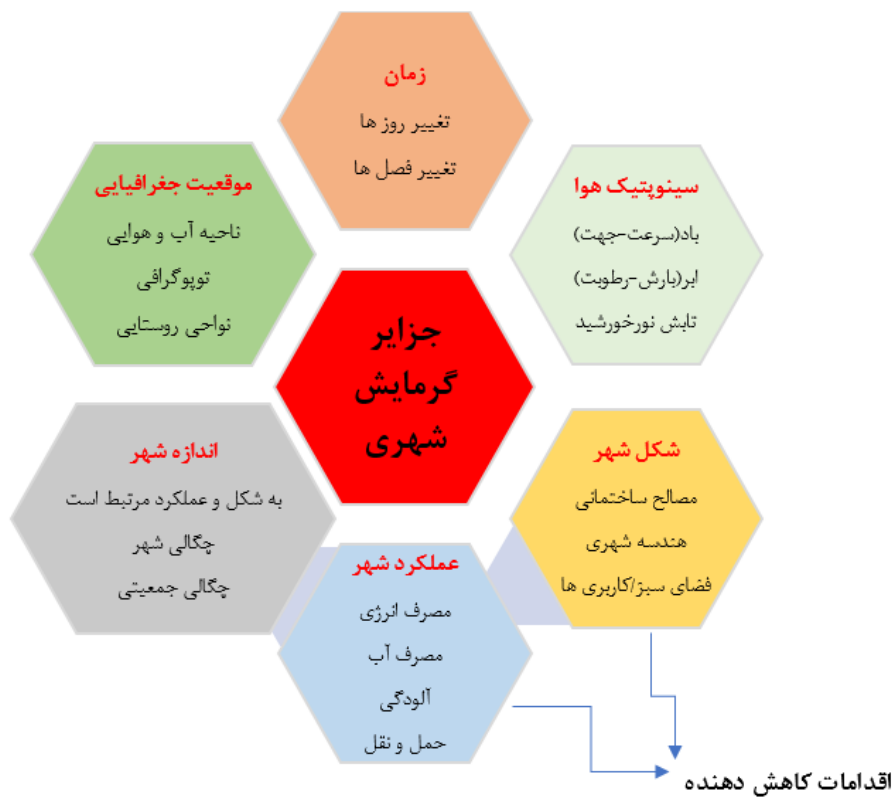 زمان
تغییر روز ها
تغییر فصل ها
سینوپتیک هوا
باد(سرعت-جهت)
ابر(بارش-رطوبت)
تابش نورخورشید
موقعیت جغرافیایی
ناحیه آب و هوایی
توپوگرافی
نواحی روستایی
جزایر
گرمایش
شهری
شکل شهر
مصالح ساختمانی
هندسه شهری
فضای سبز/کاربری ها
اندازه شهر
به شکل و عملکرد مرتبط است
چگالی شهر
چگالی جمعیتی
عملکرد شهر
مصرف انرژی
مصرف آب
آلودگی
حمل و نقل
اقدامات کاهش دهنده